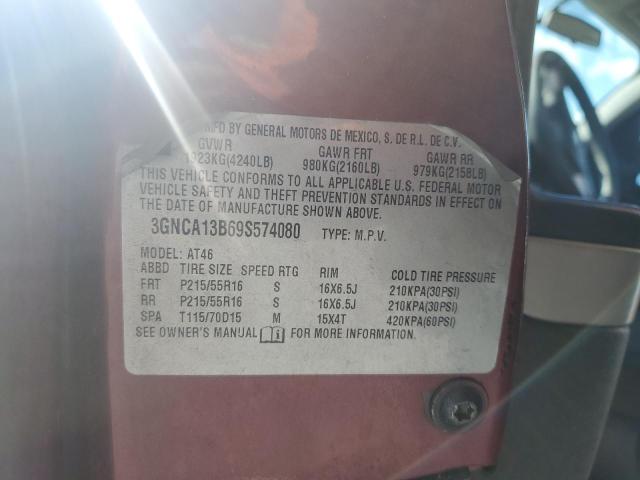 MFD BY GENERAL MOTORS DE MEXICO, S. DE R.L. DE C.V.
GVWR GAWR FRT GAWR RR
1923KG(4240LB) 980KG(2160LB) 979KG(2158LB)
THIS VEHICLE CONFORMS TO ALL APPLICABLE U.S. FEDERAL MOTOR
VEHICLE SAFETY AND THEFT PREVENTION STANDARDS IN EFFECT ON
THE DATE OF MANUFACTURE SHOWN ABOVE.
3GNCA13B69S574080 TYPE: M.P.V.
MODEL: AT46
ABBD TIRE SIZE SPEED RTG RIM COLD TIRE PRESSURE
FRT P215/55R16 S 16X6.5J 210KPA(30PSI)
RR P215/55R16 S 16X6.5J 210KPA(30PSI)
SPA T115/70D15 M 15X4T 420KPA(60PSI)
SEE OWNER'S MANUAL FOR MORE INFORMATION.